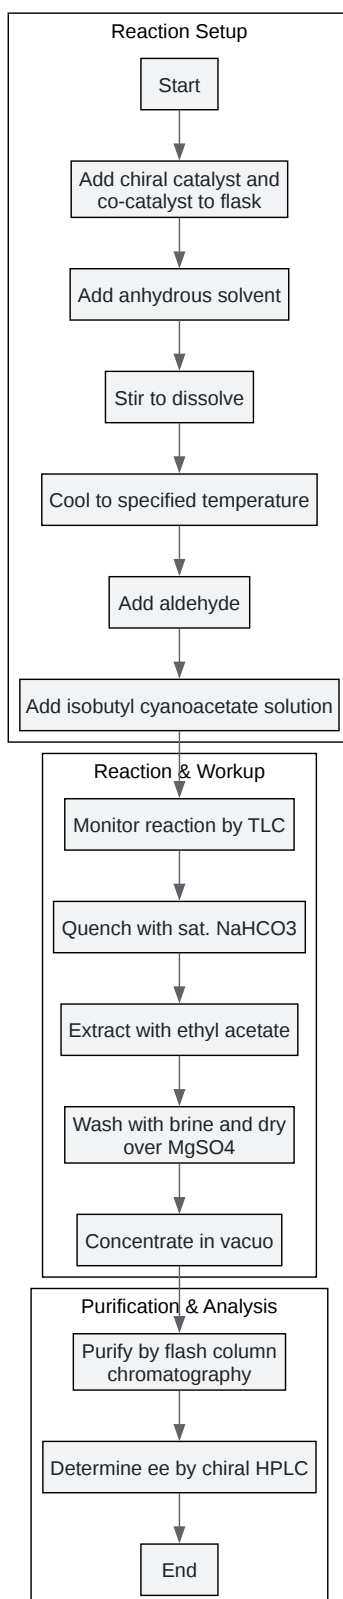 Reaction Setup
Start
Add chiral catalyst and
co-catalyst to flask
Add anhydrous solvent
Stir to dissolve
Cool to specified temperature
Add aldehyde
Add isobutyl cyanoacetate solution
Reaction & Workup
Monitor reaction by TLC
Quench with sat. NaHCO3
Extract with ethyl acetate
Wash with brine and dry
over MgSO4
Concentrate in vacuo
Purification & Analysis
Purify by flash column
chromatography
Determine ee by chiral HPLC
End